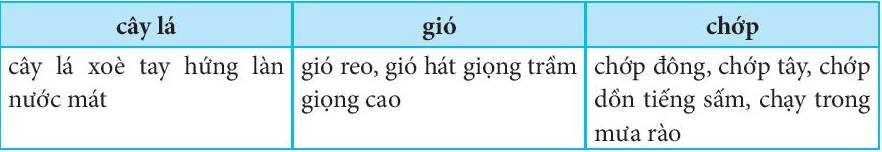 cây lá
gió
chớp
cây lá xoè tay hứng làn
nước mát
gió reo, gió hát giọng trầm
giọng cao
chớp đông, chớp tây, chớp
dồn tiếng sấm, chạy trong
mưa rào